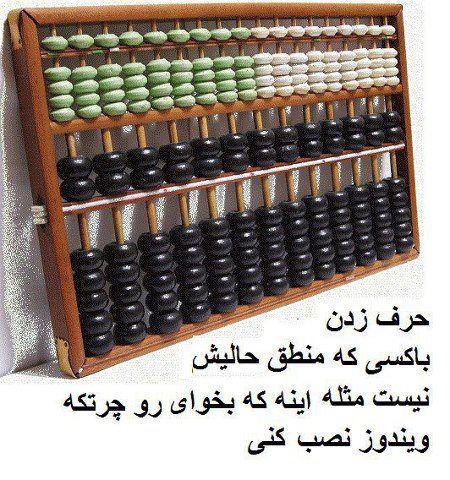 حرف زدن
باکسی که منطق حالیش
نیست مثله اینه که بخوای رو چرتکه
ویندوز نصب کنی